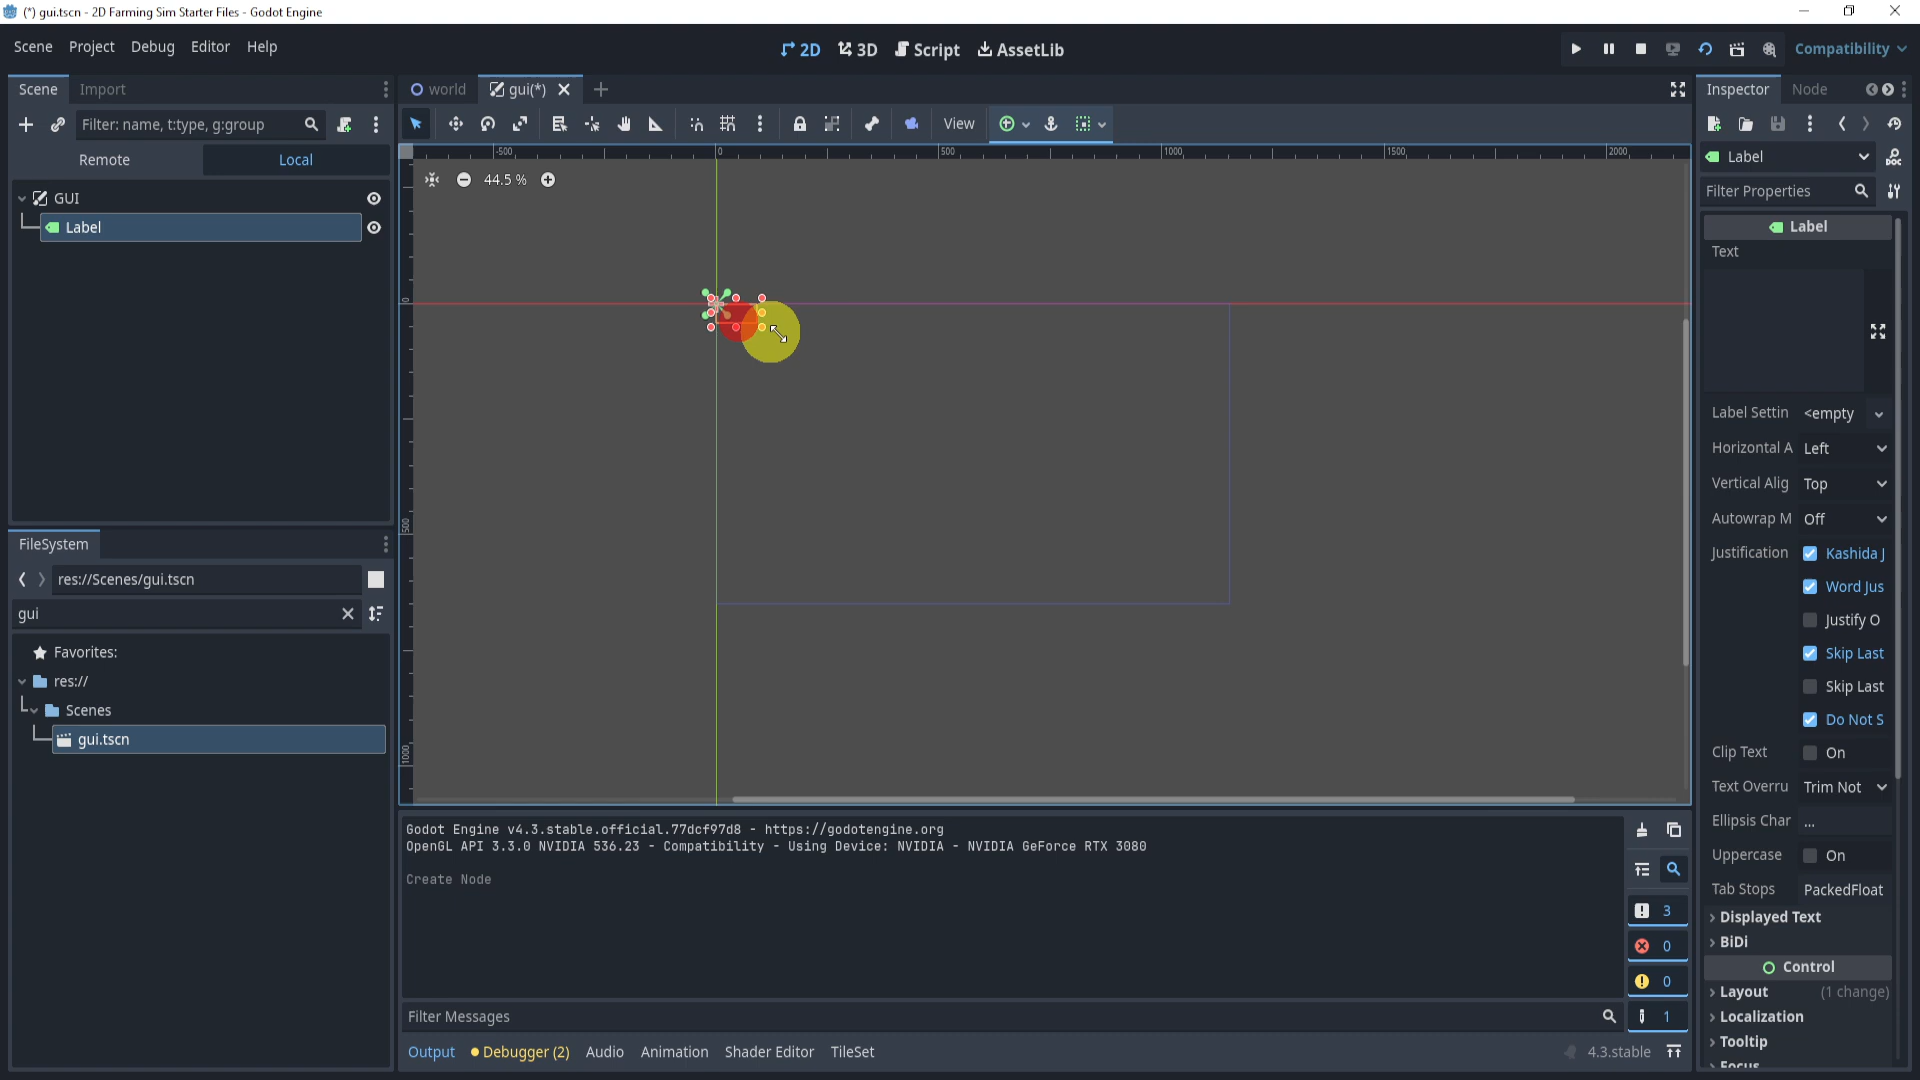 (*) gui.tscn - 2D Farming Sim Starter Files - Godot Engine
Scene Project Debug Editor Help
2D 3D Script AssetLib
Compatibility
Scene Import
world gui(*)
Inspector Node
Filter: name, t:type, g:group
View
Remote Local
Label
44.5 %
Filter Properties
GUI
Label
Label
Text
-500 0 500 1000 1500 2000
0
500
1000
Label Settin <empty
Horizontal A Left
Vertical Alig Top
Autowrap M Off
Justification Kashida J
Word Jus
Justify O
Skip Last
Skip Last
Do Not S
Clip Text On
Text Overru Trim Not
Ellipsis Char ...
Uppercase On
Tab Stops PackedFloat
Displayed Text
BiDi
Control
Layout (1 change)
Localization
Tooltip
Focus
FileSystem
res://Scenes/gui.tscn
gui
Favorites:
res://
Scenes
gui.tscn
Godot Engine v4.3.stable.official.77dcf97d8 - https://godotengine.org
OpenGL API 3.3.0 NVIDIA 536.23 - Compatibility - Using Device: NVIDIA - NVIDIA GeForce RTX 3080
Create Node
3
0
0
1
Filter Messages
Output Debugger (2) Audio Animation Shader Editor TileSet
4.3.stable